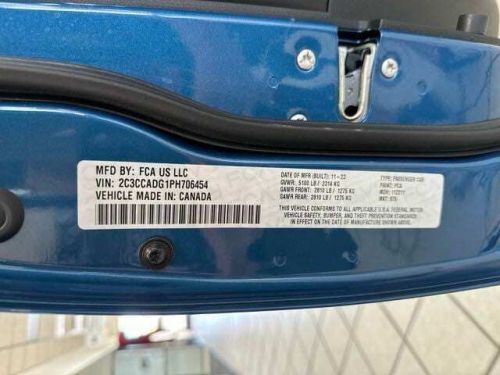 MFD BY: FCA US LLC
VIN: 2C3CCADG1PH706454
VEHICLE MADE IN: CANADA
DATE OF MFR (BUILT): 11-22
GVWR: 5100 LB / 2314 KG
GAWR FRONT: 2810 LB / 1275 KG
GAWR REAR: 2810 LB / 1275 KG
TYPE: PASSENGER CAR
PAINT: PCA
THIS VEHICLE CONFORMS TO ALL APPLICABLE U.S.A. FEDERAL MOTOR
VEHICLE SAFETY, BUMPER, AND THEFT PREVENTION STANDARDS
IN EFFECT ON THE DATE OF MANUFACTURE SHOWN ABOVE.